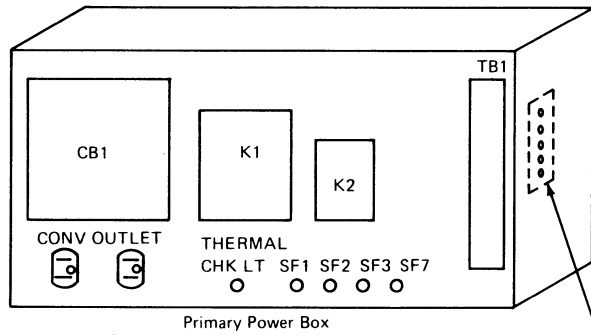 TB1
CB1
K1
K2
CONV OUTLET
THERMAL
CHK LT SF1 SF2 SF3 SF7
Primary Power Box